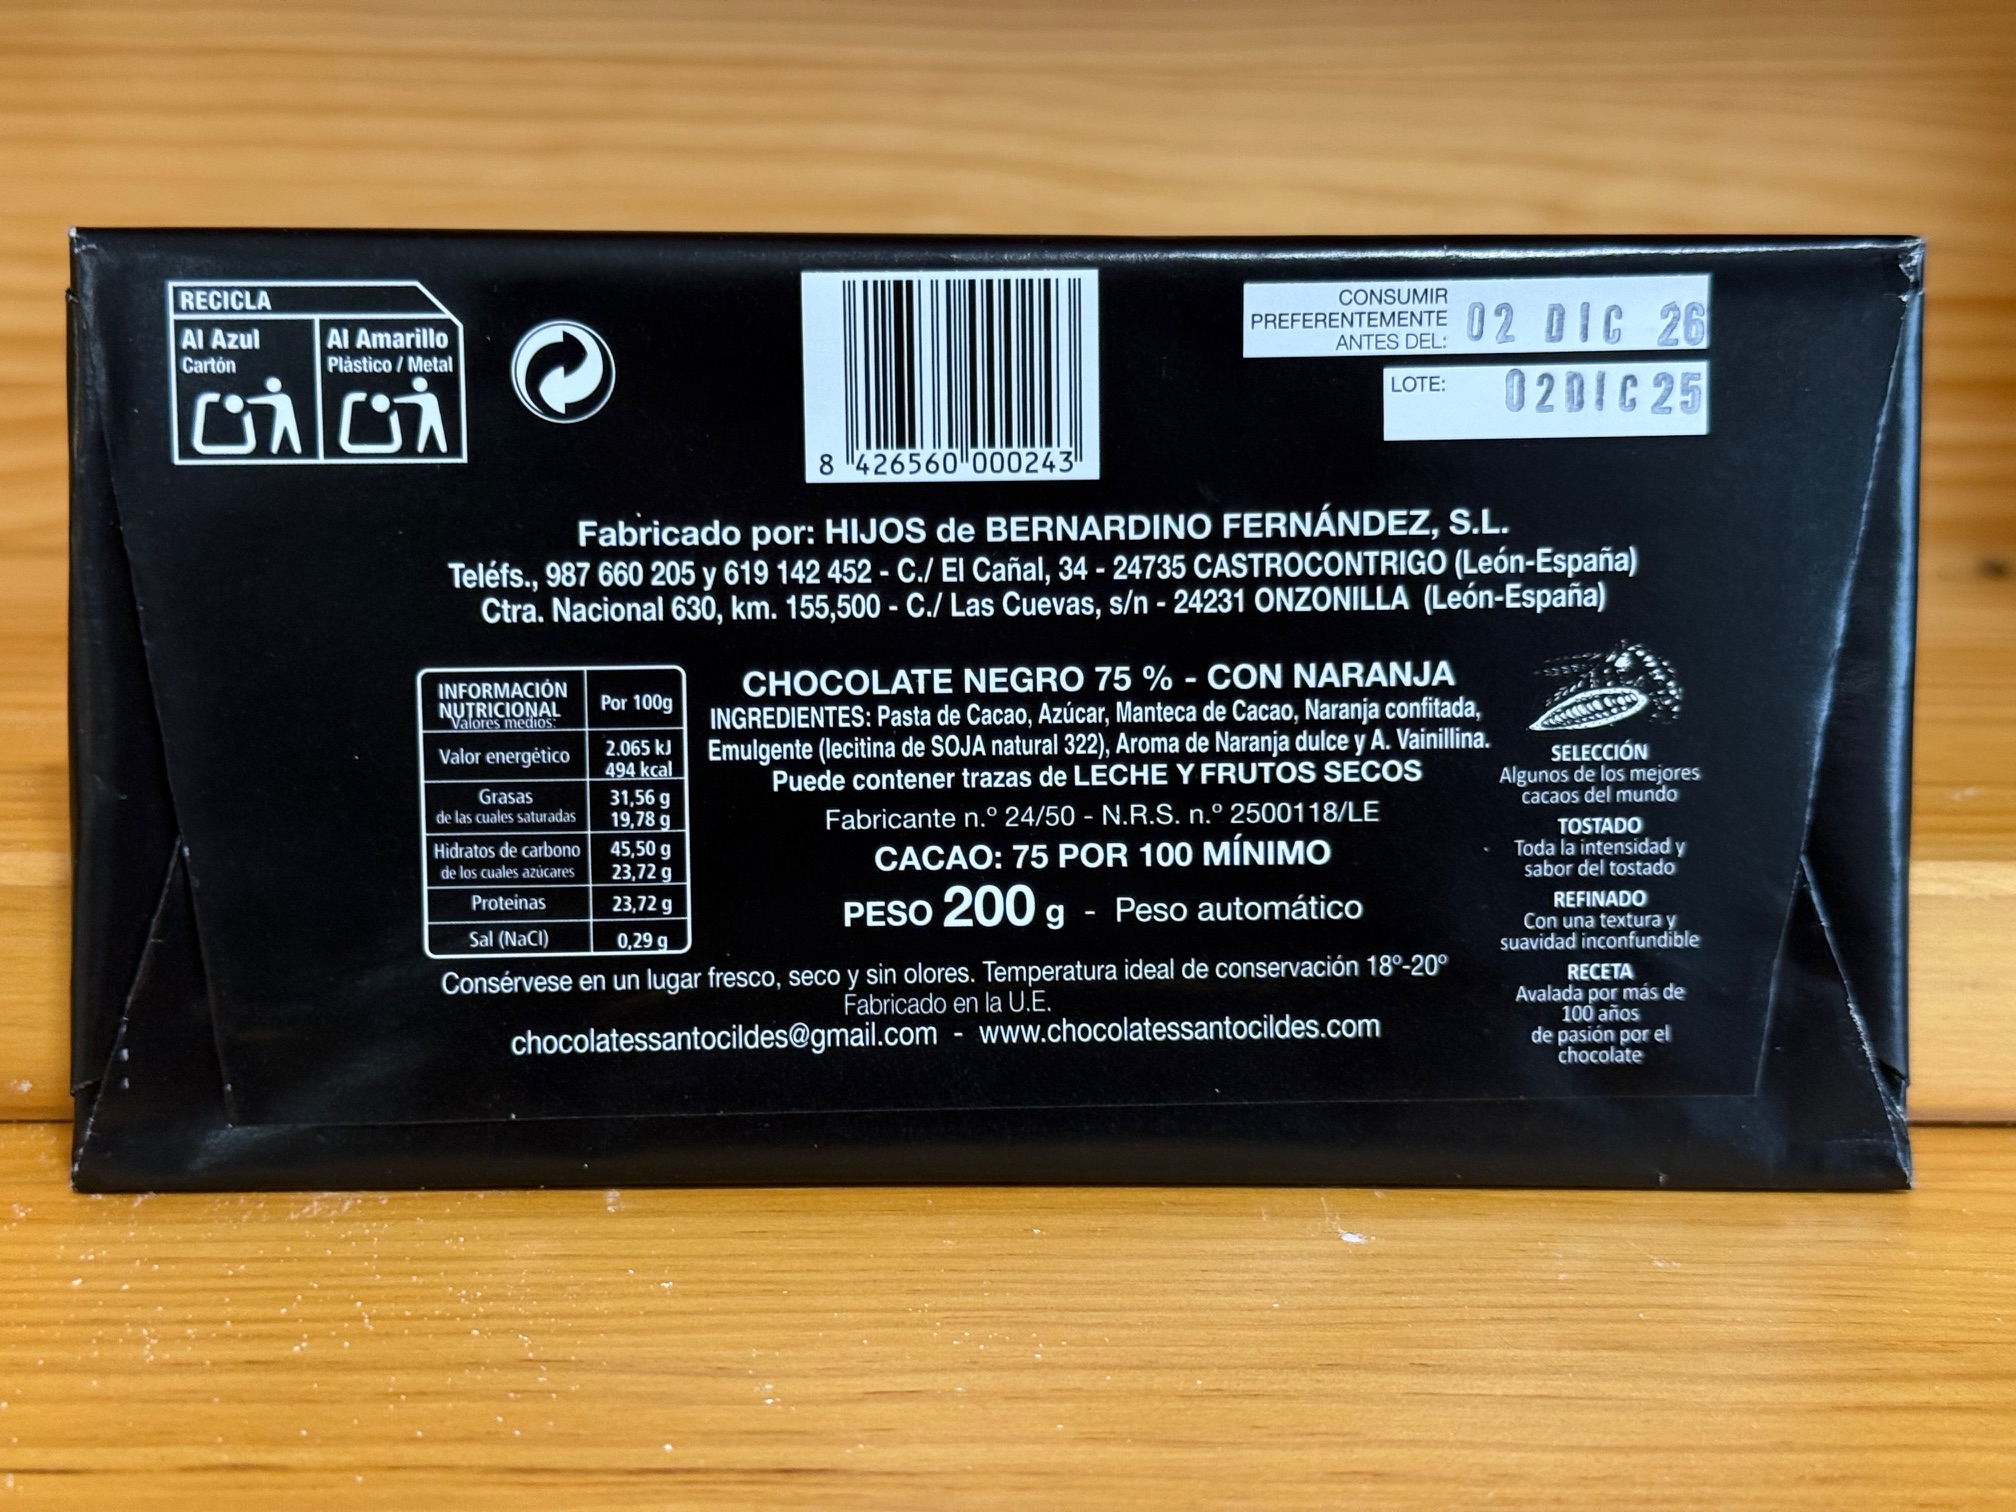 RECICLA
Al Azul
Cartón
Al Amarillo
Plástico / Metal
8 426560 000243
CONSUMIR
PREFERENTEMENTE
ANTES DEL:
02 DIC 26
LOTE:
02DIC25
Fabricado por: HIJOS de BERNARDINO FERNÁNDEZ, S.L.
Teléfs., 987 660 205 y 619 142 452 - C./ El Cañal, 34 - 24735 CASTROCONTRIGO (León-España)
Ctra. Nacional 630, km. 155,500 - C./ Las Cuevas, s/n - 24231 ONZONILLA (León-España)
INFORMACIÓN
NUTRICIONAL
Valores medios:
Por 100g
Valor energético
2.065 kJ
494 kcal
Grasas
31,56 g
de las cuales saturadas
19,78 g
Hidratos de carbono
45,50 g
de los cuales azúcares
23,72 g
Proteinas
23,72 g
Sal (NaCl)
0,29 g
CHOCOLATE NEGRO 75 % - CON NARANJA
INGREDIENTES: Pasta de Cacao, Azúcar, Manteca de Cacao, Naranja confitada,
Emulgente (lecitina de SOJA natural 322), Aroma de Naranja dulce y A. Vainillina.
Puede contener trazas de LECHE Y FRUTOS SECOS
Fabricante n.º 24/50 - N.R.S. n.º 2500118/LE
CACAO: 75 POR 100 MÍNIMO
PESO 200 g - Peso automático
Consérvese en un lugar fresco, seco y sin olores. Temperatura ideal de conservación 18º-20º
Fabricado en la U.E.
chocolatessantocildes@gmail.com - www.chocolatessantocildes.com
SELECCIÓN
Algunos de los mejores
cacaos del mundo
TOSTADO
Toda la intensidad y
sabor del tostado
REFINADO
Con una textura y
suavidad inconfundible
RECETA
Avalada por más de
100 años
de pasión por el
chocolate